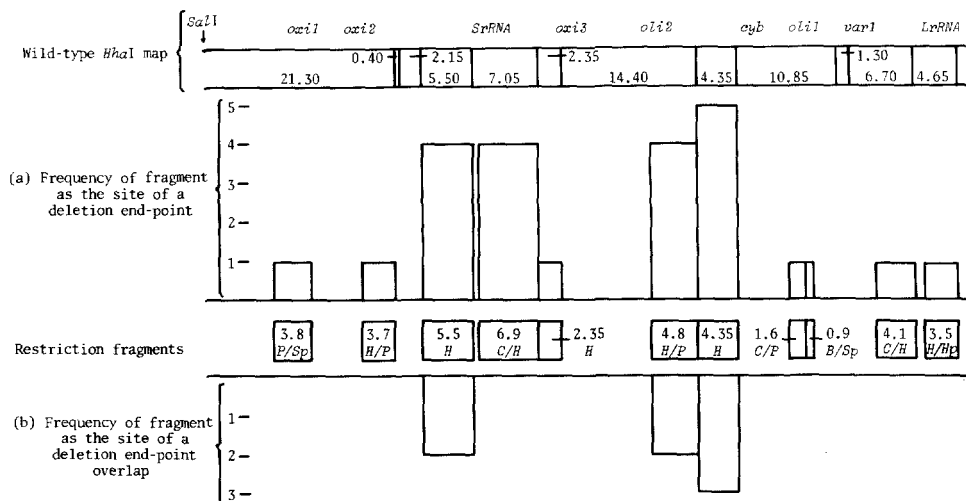 SalI
oxi1 oxi2 SrRNA oxi3 oli2 cyb oli1 var1 LrRNA
Wild-type HhaI map
0.40 2.15 2.35 1.30
21.30 5.50 7.05 14.40 4.35 10.85 6.70 4.65
(a) Frequency of fragment
as the site of a
deletion end-point
5
4
3
2
1
Restriction fragments
3.8 3.7 5.5 6.9 2.35 4.8 4.35 1.6 0.9 4.1 3.5
P/Sp H/P H C/H H H/P H C/P B/Sp C/H H/Hp
(b) Frequency of fragment
as the site of a
deletion end-point
overlap
1
2
3